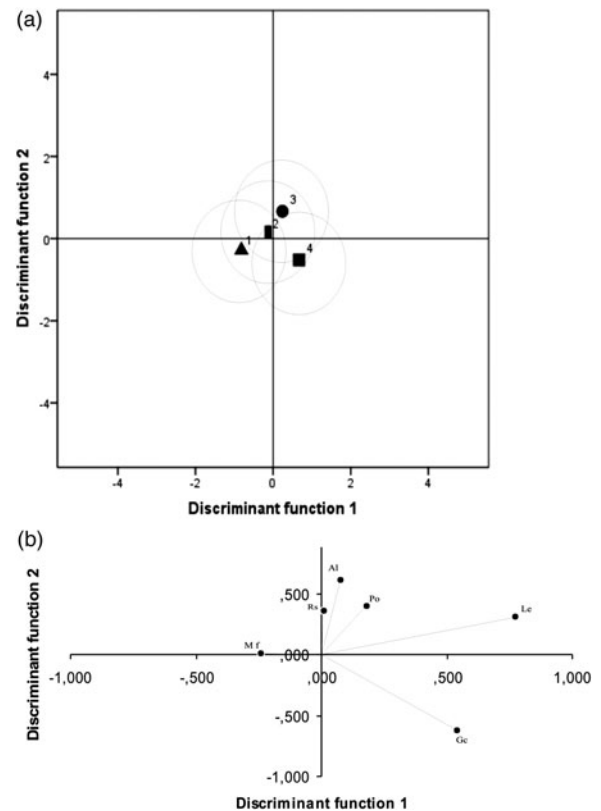 (a)
Discriminant function 2
4
2
0
-2
-4
3
2
1
4
-4 -2 0 2 4
Discriminant function 1
(b)
Discriminant function 2
,500
,000
-,500
-1,000
Al
Rs
Po
Le
M f
Gc
-1,000 -,500 ,000 ,500 1,000
Discriminant function 1